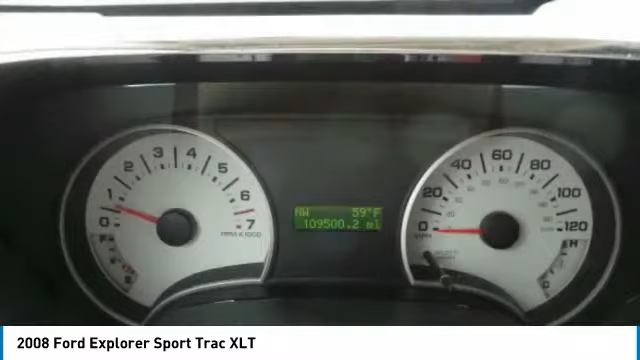 0 1 2 3 4 5 6 7
RPM X 1000
F
E
NW 59°F
109500.2 mi
0 20 40 60 80 100 120
MPH
H
C
2008 Ford Explorer Sport Trac XLT